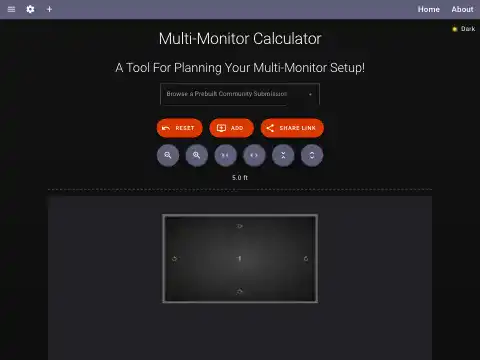 Home About
Dark
Multi-Monitor Calculator
A Tool For Planning Your Multi-Monitor Setup!
Browse a Prebuilt Community Submission
RESET ADD SHARE LINK
5.0 ft